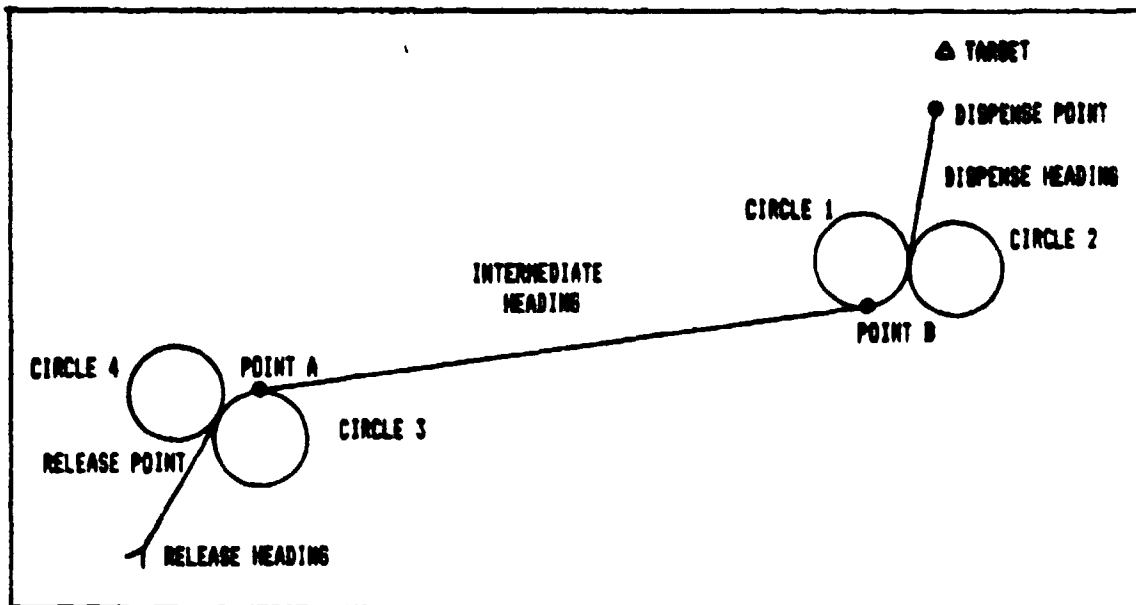 TARGET
DISPENSE POINT
DISPENSE HEADING
CIRCLE 1
CIRCLE 2
INTERMEDIATE
HEADING
POINT B
CIRCLE 4
POINT A
CIRCLE 3
RELEASE POINT
RELEASE HEADING